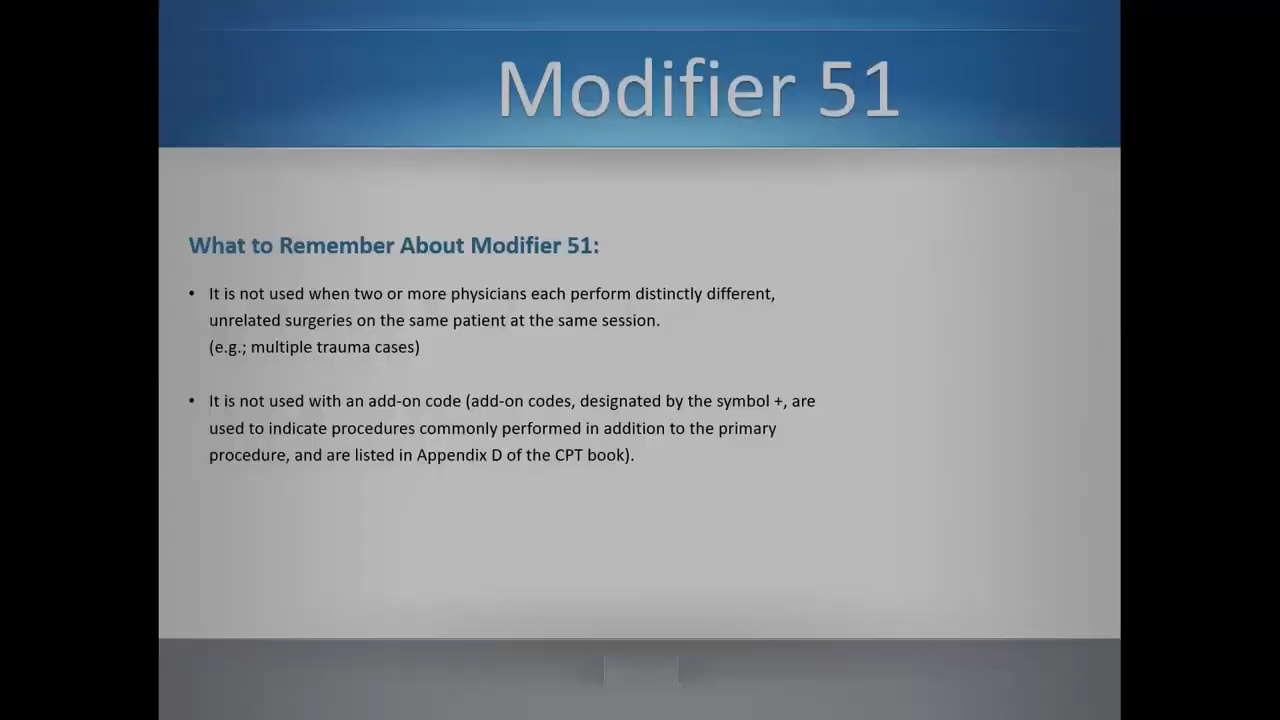 Modifier 51
What to Remember About Modifier 51:
• It is not used when two or more physicians each perform distinctly different,
unrelated surgeries on the same patient at the same session.
(e.g.; multiple trauma cases)
• It is not used with an add-on code (add-on codes, designated by the symbol +, are
used to indicate procedures commonly performed in addition to the primary
procedure, and are listed in Appendix D of the CPT book).